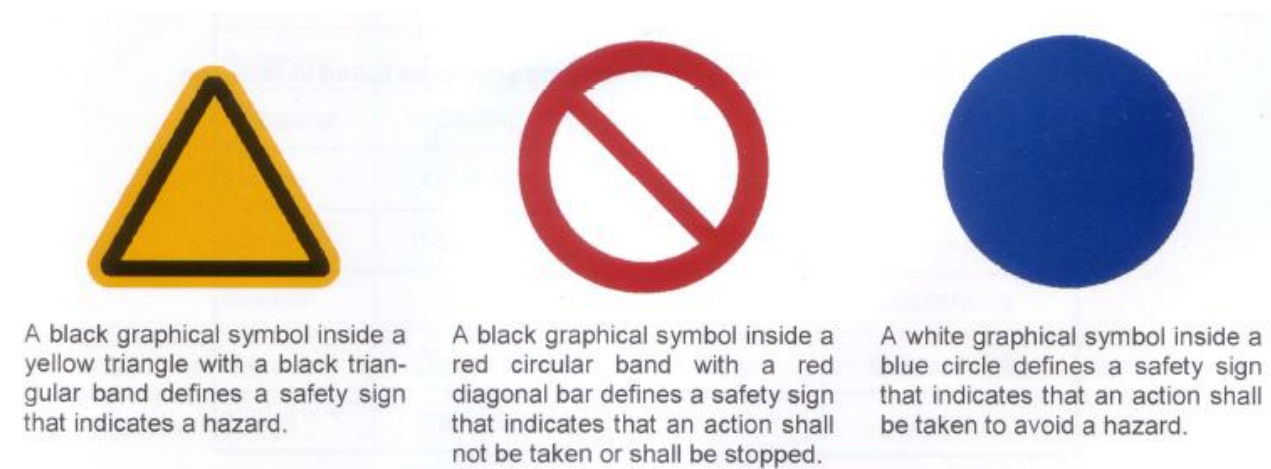 A black graphical symbol inside a
yellow triangle with a black trian-
gular band defines a safety sign
that indicates a hazard.
A black graphical symbol inside a
red circular band with a red
diagonal bar defines a safety sign
that indicates that an action shall
not be taken or shall be stopped.
A white graphical symbol inside a
blue circle defines a safety sign
that indicates that an action shall
be taken to avoid a hazard.